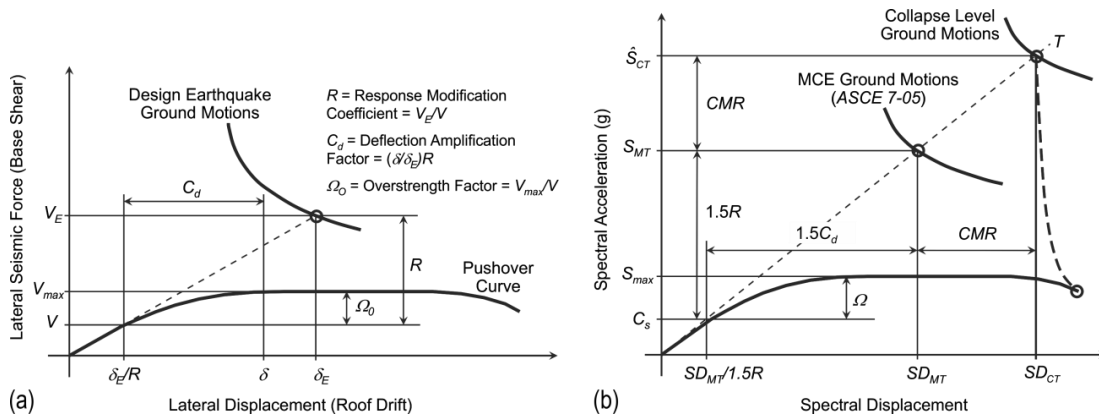 Lateral Seismic Force (Base Shear)
Design Earthquake
Ground Motions
R = Response Modification
Coefficient = V_E/V
C_d = Deflection Amplification
Factor = (δ/δ_E)R
Ω_O = Overstrength Factor = V_max/V
C_d
V_E
R
Pushover
Curve
V_max
Ω_0
V
δ_E/R
δ
δ_E
(a)
Lateral Displacement (Roof Drift)
Spectral Acceleration (g)
Collapse Level
Ground Motions
T
Ŝ_CT
MCE Ground Motions
(ASCE 7-05)
CMR
S_MT
1.5R
1.5C_d
CMR
S_max
Ω
C_s
SD_MT/1.5R
SD_MT
SD_CT
(b)
Spectral Displacement